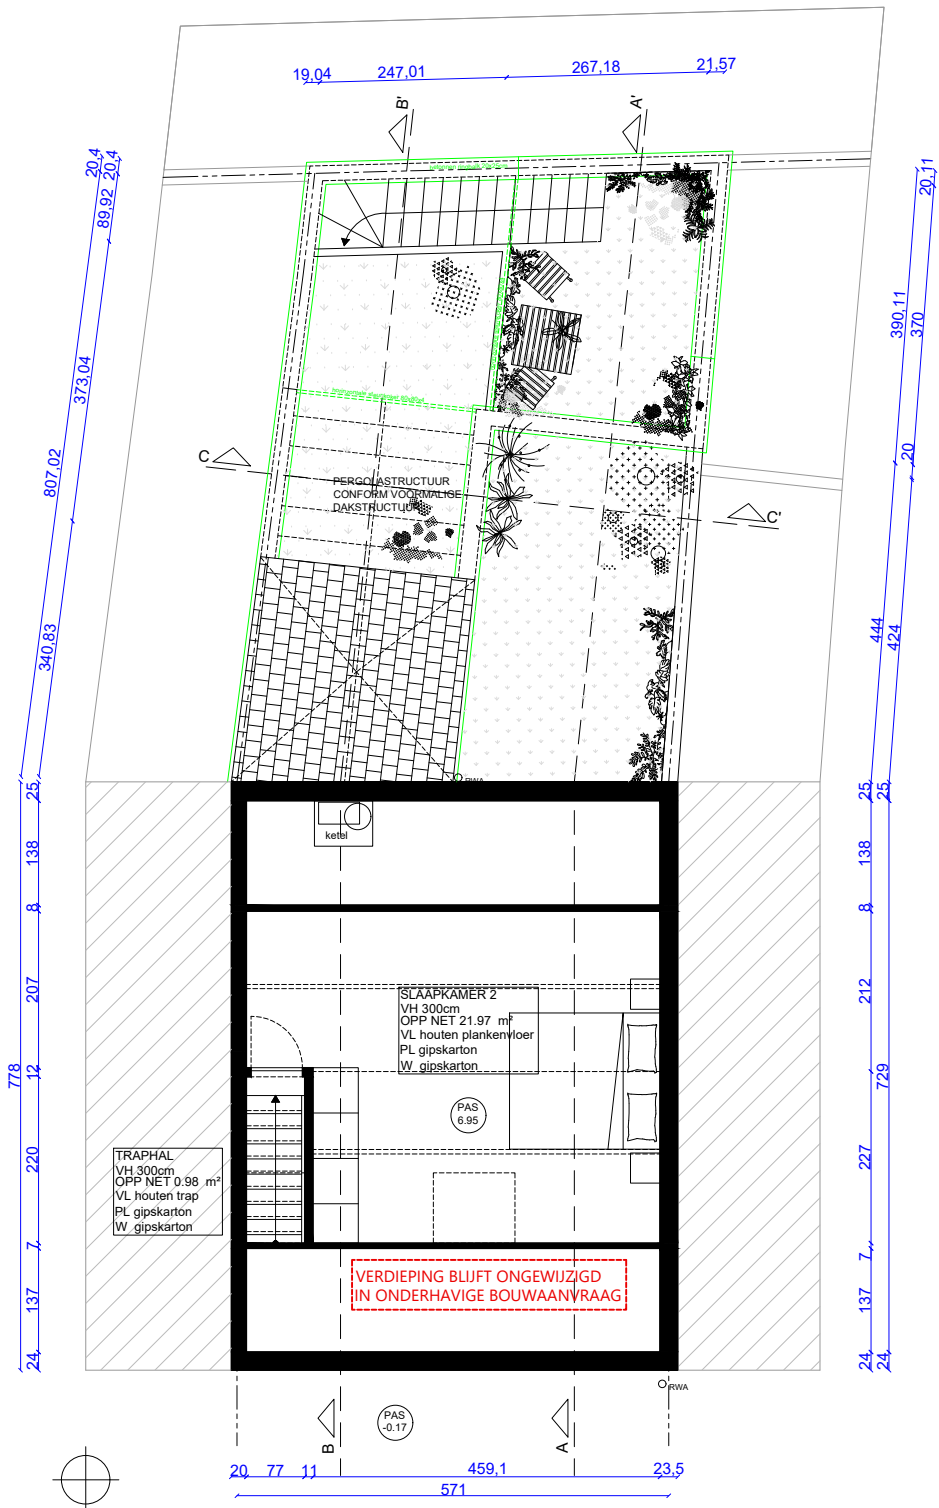 19,04
247,01
267,18
21,57
B'
A'
20,4
20,4
89,92
373,04
807,02
340,83
20,11
390,11
370
20
444
424
C
C'
PERGOLASTRUCTUUR
CONFORM VOORMALIGE
DAKSTRUCTUUR
RWA
25
138
8
207
12
220
7
137
24
778
25
25
138
8
212
227
7
137
24
24
729
ketel
SLAAPKAMER 2
VH 300cm
OPP NET 21.97 m²
VL houten plankenvloer
PL gipskarton
W gipskarton
PAS
6.95
TRAPHAL
VH 300cm
OPP NET 0.98 m²
VL houten trap
PL gipskarton
W gipskarton
VERDIEPING BLIJFT ONGEWIJZIGD
IN ONDERHAVIGE BOUWAANVRAAG
RWA
PAS
-0.17
B
A
20
77
11
459,1
23,5
571